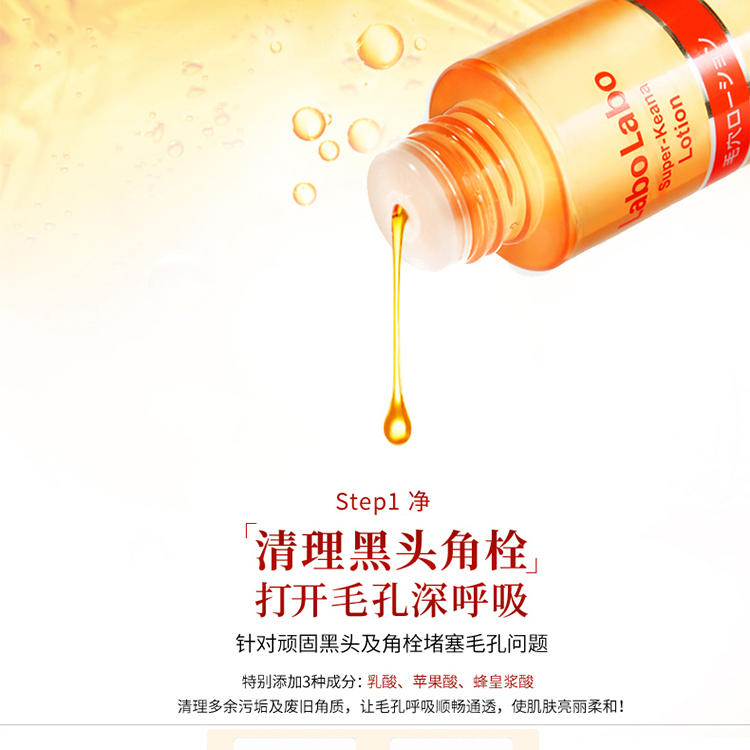 Labo Labo
Super-Keana
Lotion
毛穴ローション
Step1 净
「清理黑头角栓」
打开毛孔深呼吸
针对顽固黑头及角栓堵塞毛孔问题
特别添加3种成分：乳酸、苹果酸、蜂皇浆酸
清理多余污垢及废旧角质，让毛孔呼吸顺畅通透，使肌肤亮丽柔和！